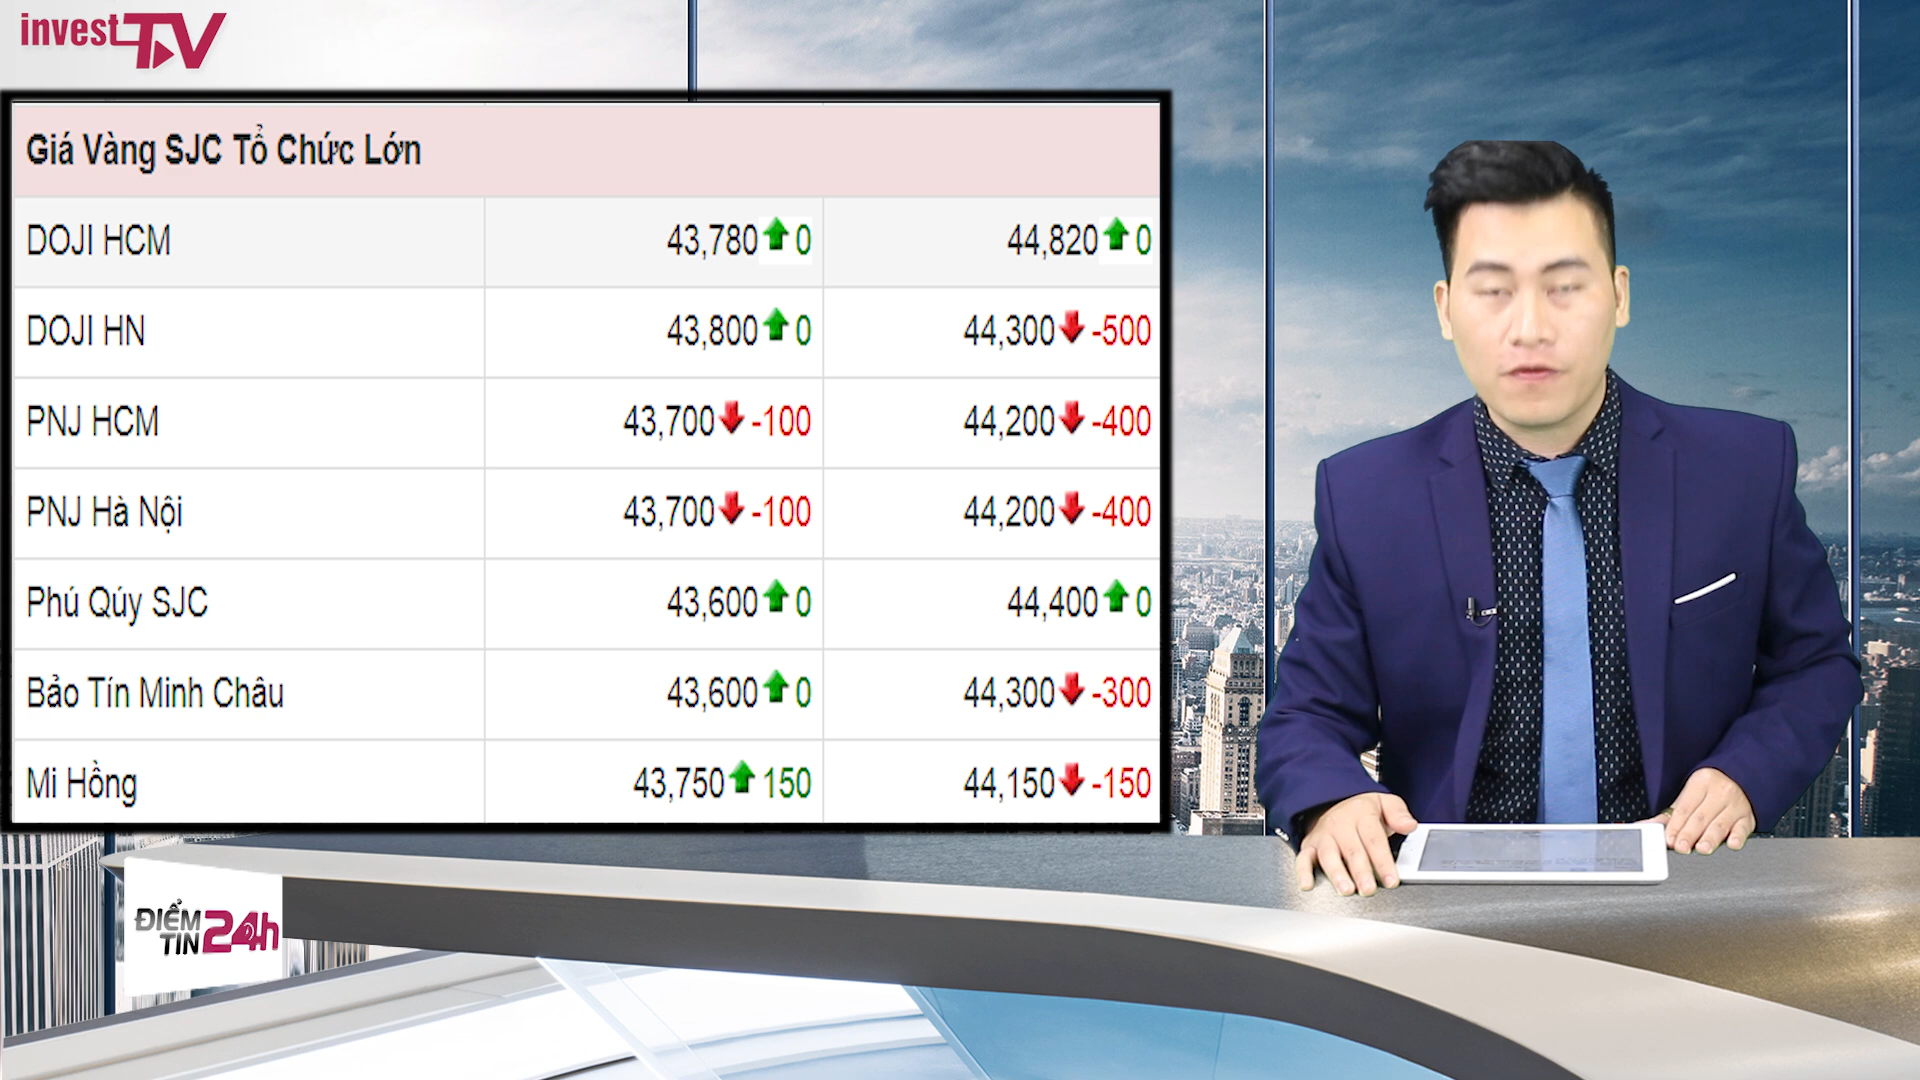 invest TV
Giá Vàng SJC Tổ Chức Lớn
DOJI HCM 43,780 0 44,820 0
DOJI HN 43,800 0 44,300 -500
PNJ HCM 43,700 -100 44,200 -400
PNJ Hà Nội 43,700 -100 44,200 -400
Phú Qúy SJC 43,600 0 44,400 0
Bảo Tín Minh Châu 43,600 0 44,300 -300
Mi Hồng 43,750 150 44,150 -150
ĐIỂM
TIN 24h